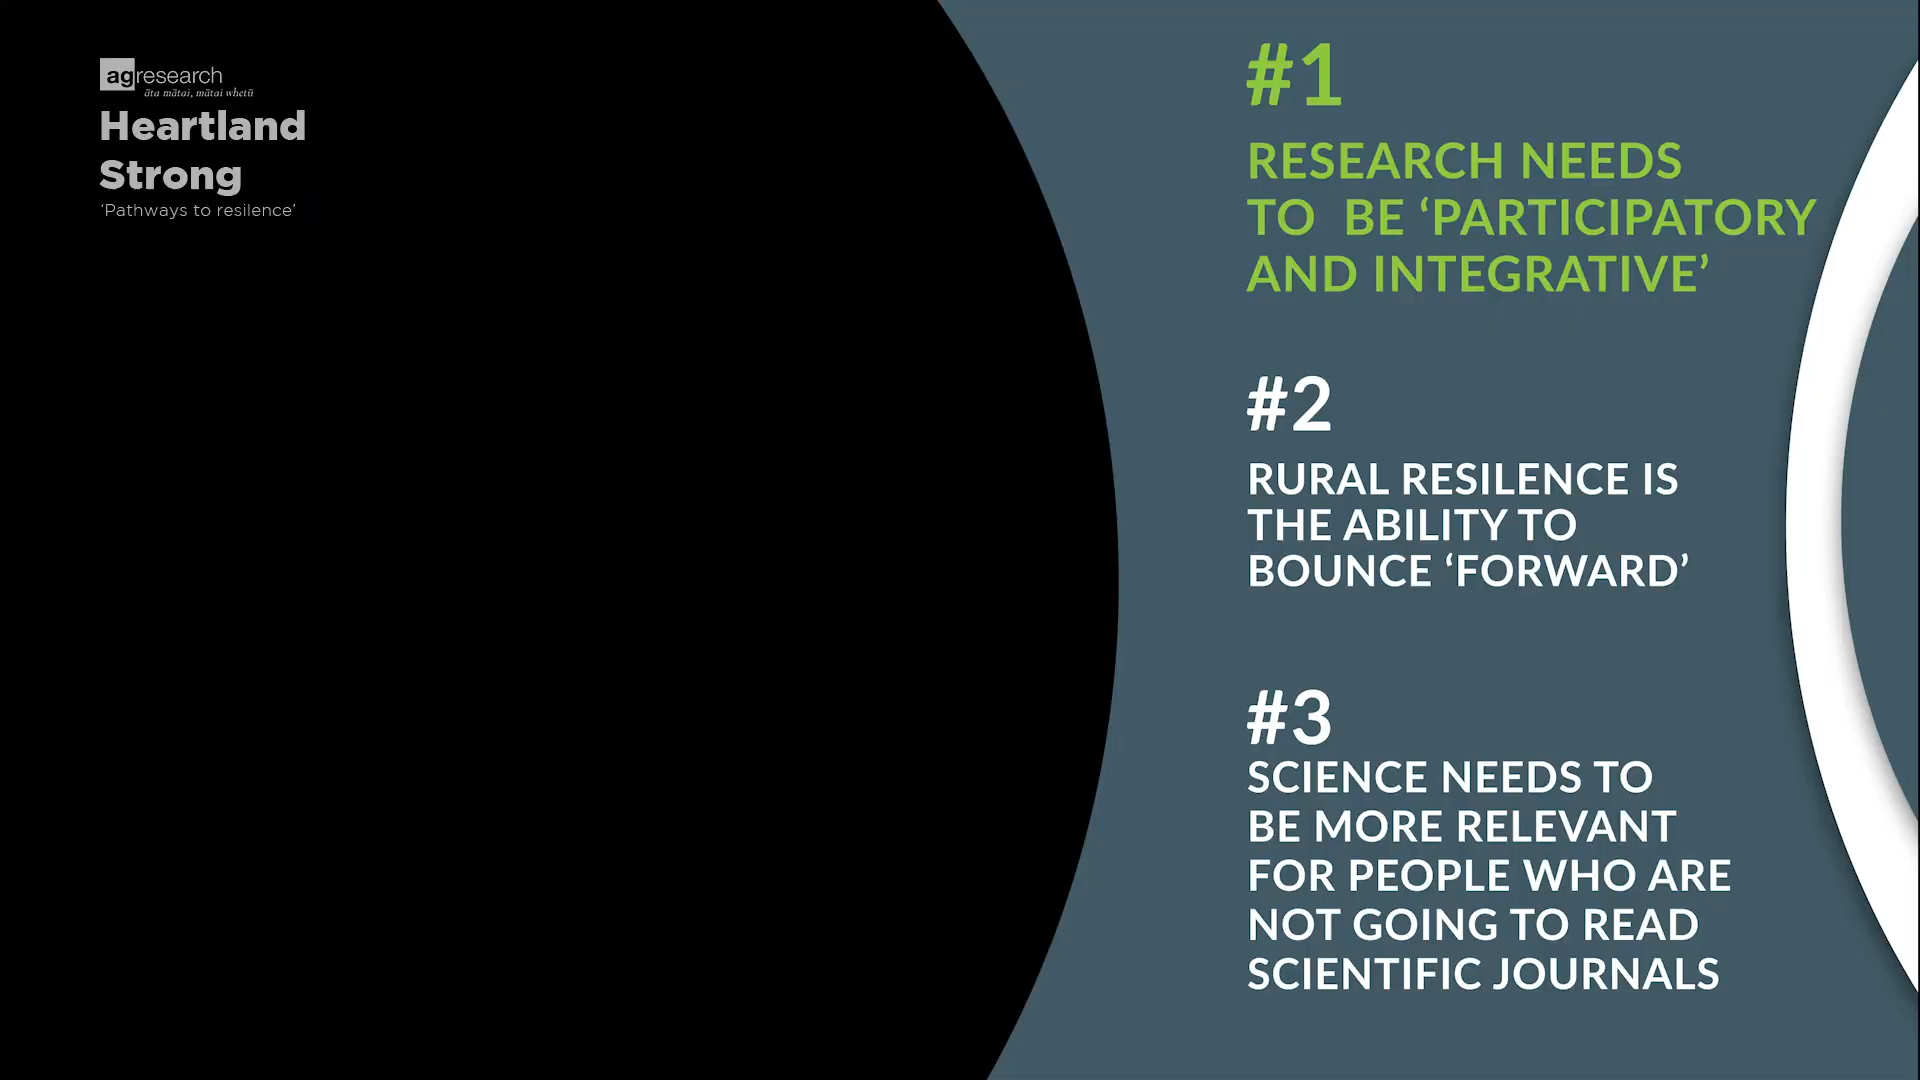 agresearch
āta mātai, mātai whetū
Heartland
Strong
‘Pathways to resilence’
#1
RESEARCH NEEDS
TO BE ‘PARTICIPATORY
AND INTEGRATIVE’
#2
RURAL RESILENCE IS
THE ABILITY TO
BOUNCE ‘FORWARD’
#3
SCIENCE NEEDS TO
BE MORE RELEVANT
FOR PEOPLE WHO ARE
NOT GOING TO READ
SCIENTIFIC JOURNALS